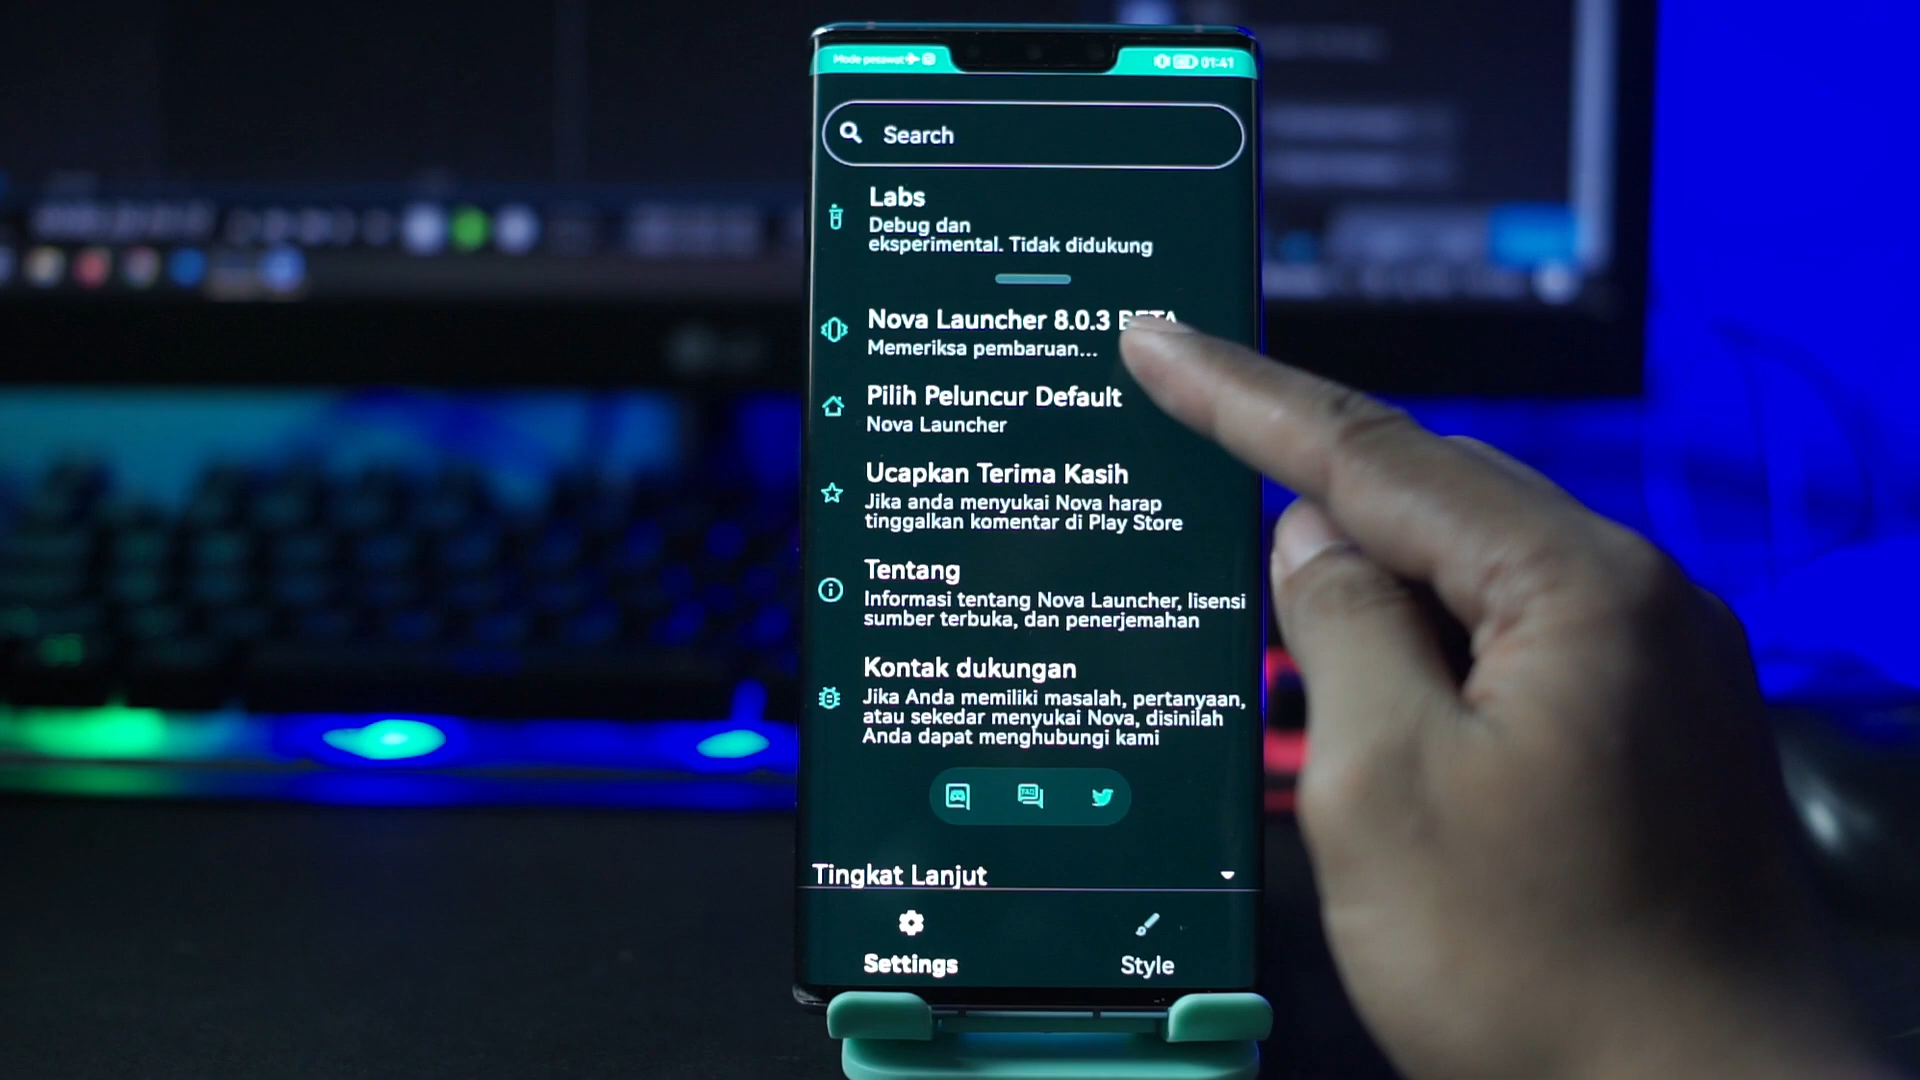 Mode pesawat
01:41
Search
Labs
Debug dan
eksperimental. Tidak didukung
Nova Launcher 8.0.3 BETA
Memeriksa pembaruan...
Pilih Peluncur Default
Nova Launcher
Ucapkan Terima Kasih
Jika anda menyukai Nova harap
tinggalkan komentar di Play Store
Tentang
Informasi tentang Nova Launcher, lisensi
sumber terbuka, dan penerjemahan
Kontak dukungan
Jika Anda memiliki masalah, pertanyaan,
atau sekedar menyukai Nova, disinilah
Anda dapat menghubungi kami
FAQ
Tingkat Lanjut
Settings
Style